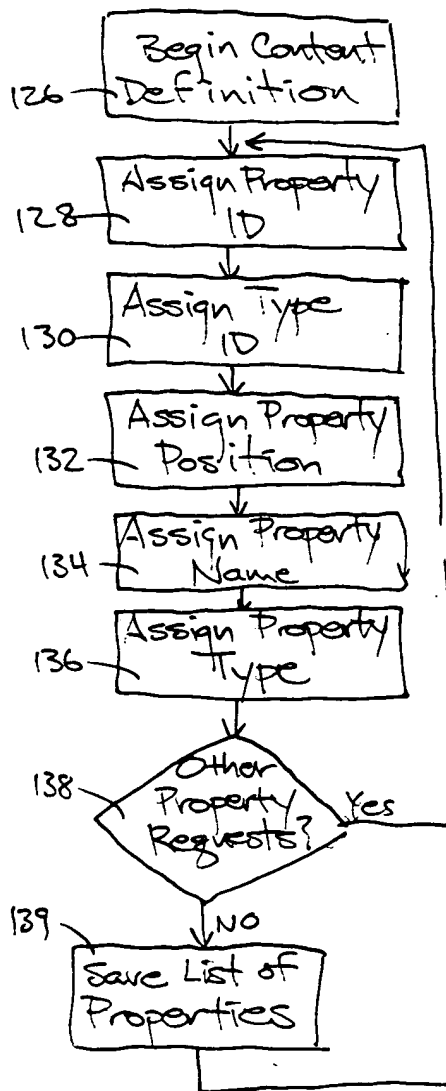 Begin Content
126 Definition
Assign Property
128 ID
Assign Type
130 ID
Assign Property
132 Position
Assign Property
134 Name
Assign Property
136 Type
138 Other
Property
Requests?
Yes
NO
139
Save List of
Properties